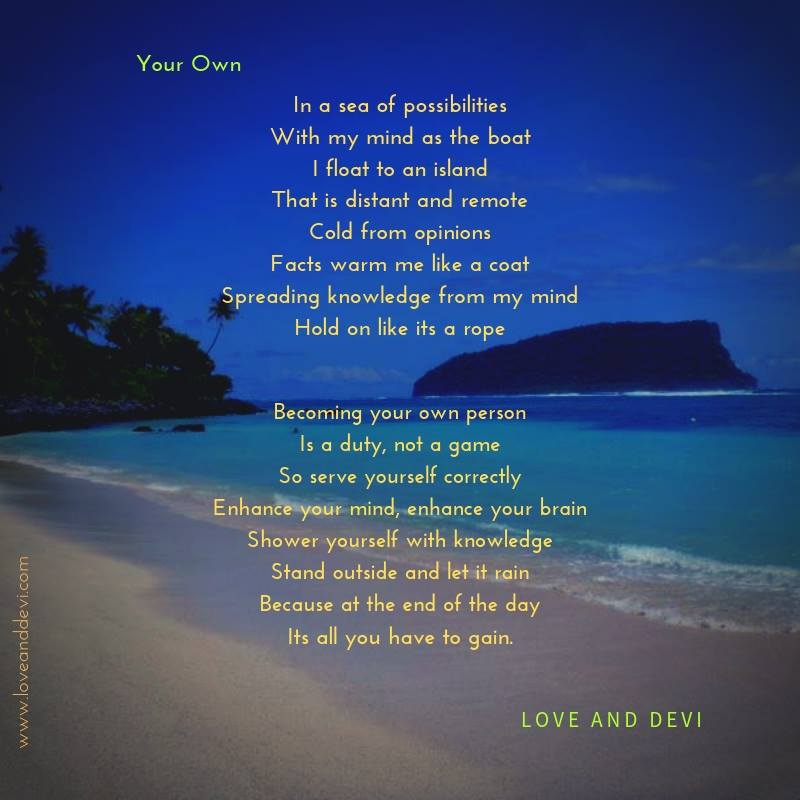 Your Own
In a sea of possibilities
With my mind as the boat
I float to an island
That is distant and remote
Cold from opinions
Facts warm me like a coat
Spreading knowledge from my mind
Hold on like its a rope
Becoming your own person
Is a duty, not a game
So serve yourself correctly
Enhance your mind, enhance your brain
Shower yourself with knowledge
Stand outside and let it rain
Because at the end of the day
Its all you have to gain.
LOVE AND DEVI
www.loveanddevi.com